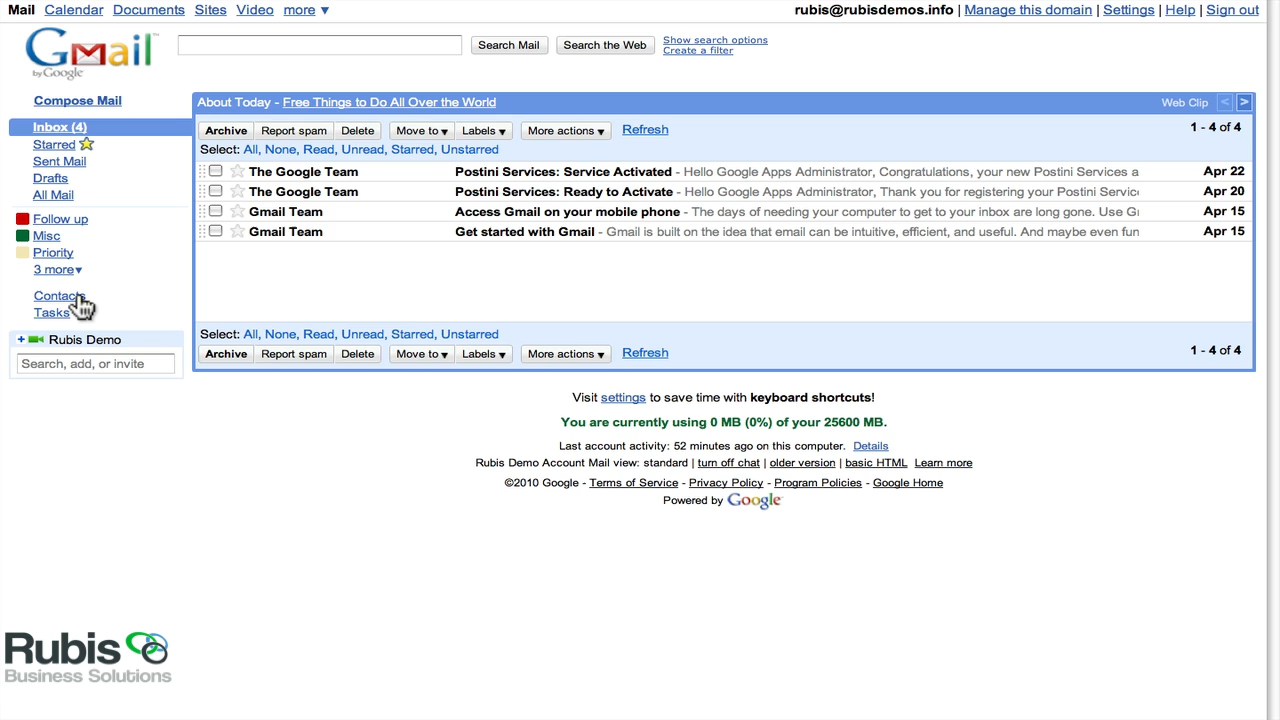 Mail Calendar Documents Sites Video more ▼
rubis@rubisdemos.info | Manage this domain | Settings | Help | Sign out
Gmail
by Google
™
Search Mail
Search the Web
Show search options
Create a filter
Compose Mail
Inbox (4)
Starred
Sent Mail
Drafts
All Mail
Follow up
Misc
Priority
3 more▾
Contacts
Tasks
+ Rubis Demo
Search, add, or invite
About Today - Free Things to Do All Over the World
Web Clip < >
Archive Report spam Delete Move to ▾ Labels ▾ More actions ▾ Refresh
1 - 4 of 4
Select: All, None, Read, Unread, Starred, Unstarred
The Google Team Postini Services: Service Activated - Hello Google Apps Administrator, Congratulations, your new Postini Services a Apr 22
The Google Team Postini Services: Ready to Activate - Hello Google Apps Administrator, Thank you for registering your Postini Service Apr 20
Gmail Team Access Gmail on your mobile phone - The days of needing your computer to get to your inbox are long gone. Use Apr 15
Gmail Team Get started with Gmail - Gmail is built on the idea that email can be intuitive, efficient, and useful. And maybe even fun Apr 15
Select: All, None, Read, Unread, Starred, Unstarred
Archive Report spam Delete Move to ▾ Labels ▾ More actions ▾ Refresh
1 - 4 of 4
Visit settings to save time with keyboard shortcuts!
You are currently using 0 MB (0%) of your 25600 MB.
Last account activity: 52 minutes ago on this computer. Details
Rubis Demo Account Mail view: standard | turn off chat | older version | basic HTML Learn more
©2010 Google - Terms of Service - Privacy Policy - Program Policies - Google Home
Powered by Google
Rubis
Business Solutions